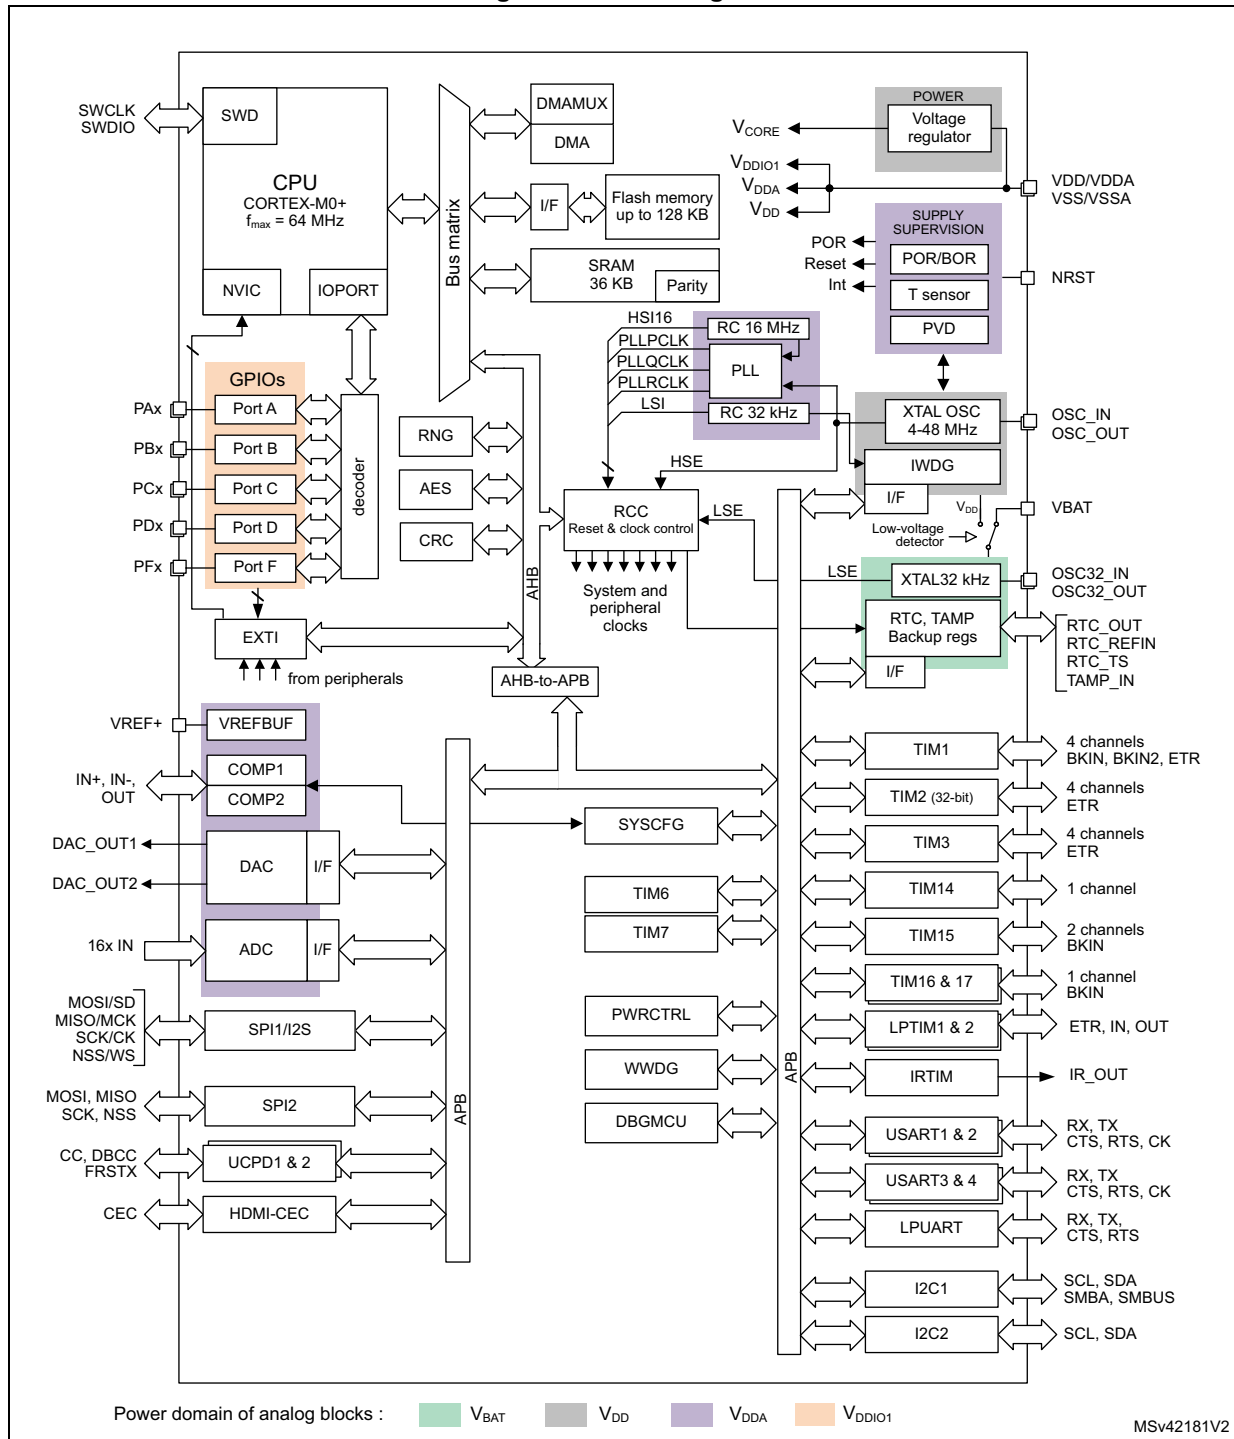 SWCLK
SWDIO
SWD
CPU
CORTEX-M0+
fmax = 64 MHz
NVIC
IOPORT
Bus matrix
DMAMUX
DMA
I/F
Flash memory
up to 128 KB
SRAM
36 KB
Parity
POWER
Voltage
regulator
VCORE
VDDIO1
VDDA
VDD
VDD/VDDA
VSS/VSSA
SUPPLY
SUPERVISION
POR
Reset
Int
POR/BOR
T sensor
PVD
NRST
HSI16
PLLPCLK
PLLQCLK
PLLRCLK
LSI
RC 16 MHz
PLL
RC 32 kHz
GPIOs
PAx
Port A
PBx
Port B
PCx
Port C
PDx
Port D
PFx
Port F
decoder
RNG
AES
CRC
AHB
HSE
RCC
Reset & clock control
LSE
System and
peripheral
clocks
XTAL OSC
4-48 MHz
IWDG
I/F
OSC_IN
OSC_OUT
VDD
VBAT
Low-voltage
detector
LSE
XTAL32 kHz
OSC32_IN
OSC32_OUT
RTC, TAMP
Backup regs
I/F
RTC_OUT
RTC_REFIN
RTC_TS
TAMP_IN
EXTI
from peripherals
AHB-to-APB
VREF+
VREFBUF
IN+, IN-,
OUT
COMP1
COMP2
DAC_OUT1
DAC_OUT2
DAC
I/F
16x IN
ADC
I/F
MOSI/SD
MISO/MCK
SCK/CK
NSS/WS
SPI1/I2S
MOSI, MISO
SCK, NSS
SPI2
CC, DBCC
FRSTX
UCPD1 & 2
CEC
HDMI-CEC
APB
SYSCFG
TIM6
TIM7
PWRCTRL
WWDG
DBGMCU
APB
TIM1
4 channels
BKIN, BKIN2, ETR
TIM2 (32-bit)
4 channels
ETR
TIM3
4 channels
ETR
TIM14
1 channel
TIM15
2 channels
BKIN
TIM16 & 17
1 channel
BKIN
LPTIM1 & 2
ETR, IN, OUT
IRTIM
IR_OUT
USART1 & 2
RX, TX
CTS, RTS, CK
USART3 & 4
RX, TX
CTS, RTS, CK
LPUART
RX, TX,
CTS, RTS
I2C1
SCL, SDA
SMBA, SMBUS
I2C2
SCL, SDA
Power domain of analog blocks :
VBAT
VDD
VDDA
VDDIO1
MSv42181V2